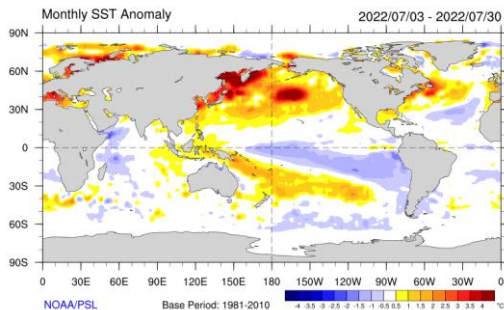 Monthly SST Anomaly 2022/07/03 - 2022/07/30
90N
60N
30N
0
30S
60S
90S
0 30E 60E 90E 120E 150E 180 150W 120W 90W 60W 30W 0
NOAA/PSL Base Period: 1981-2010
-4 -3.5 -3 -2.5 -2 -1.5 -1 -0.5 0.5 1 1.5 2 2.5 3 3.5 4 °C